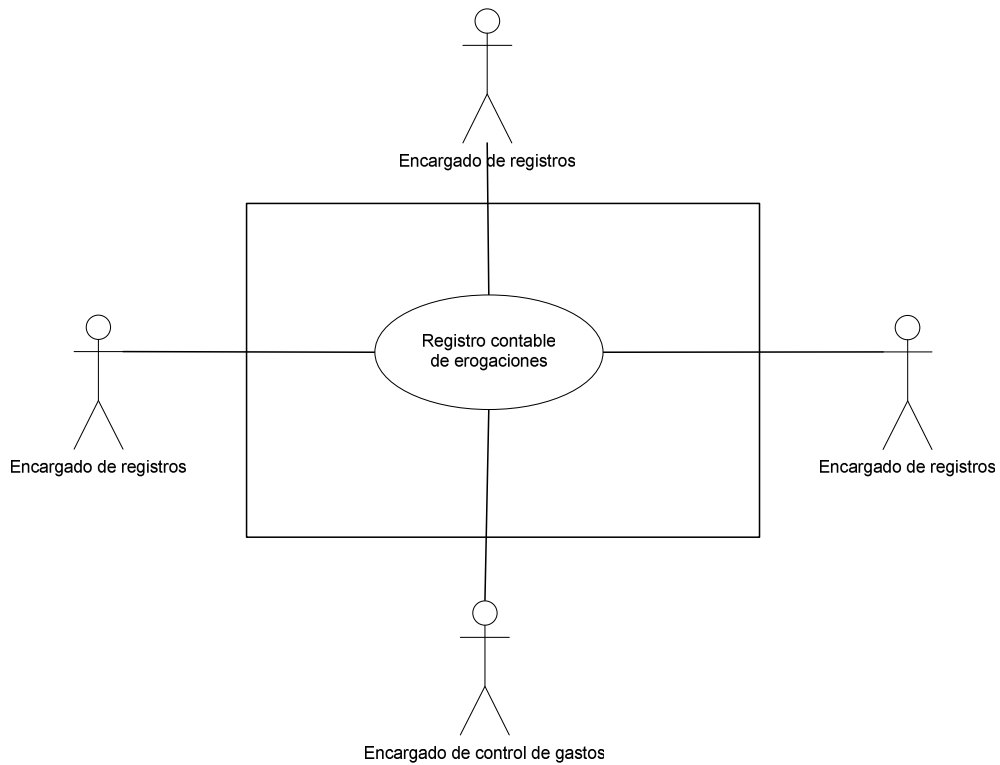 Encargado de registros
Registro contable
de erogaciones
Encargado de registros
Encargado de registros
Encargado de control de gastos